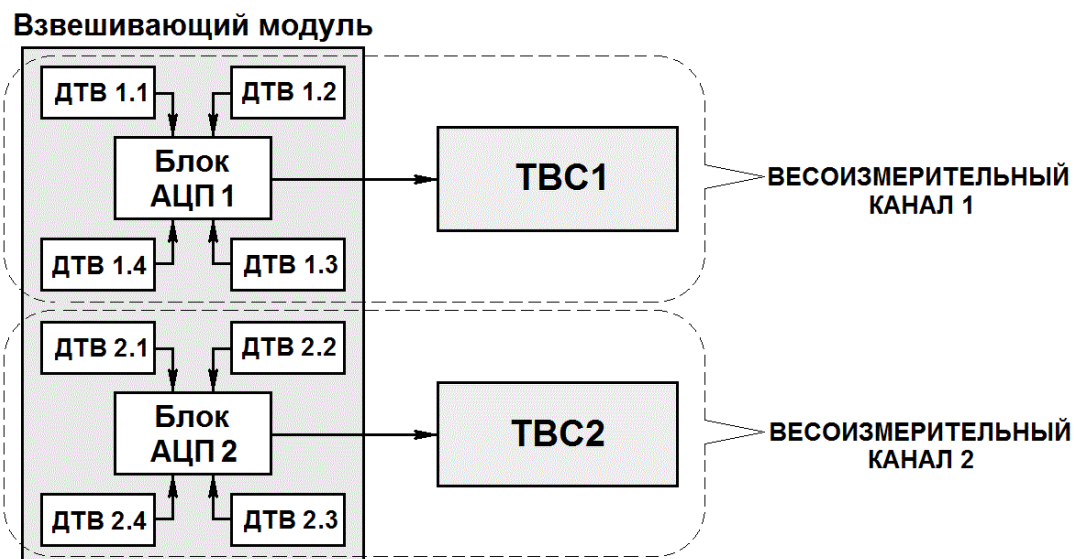 Взвешивающий модуль
ДТВ 1.1
ДТВ 1.2
Блок
АЦП 1
ТВС1
ВЕСОИЗМЕРИТЕЛЬНЫЙ
КАНАЛ 1
ДТВ 1.4
ДТВ 1.3
ДТВ 2.1
ДТВ 2.2
Блок
АЦП 2
ТВС2
ВЕСОИЗМЕРИТЕЛЬНЫЙ
КАНАЛ 2
ДТВ 2.4
ДТВ 2.3